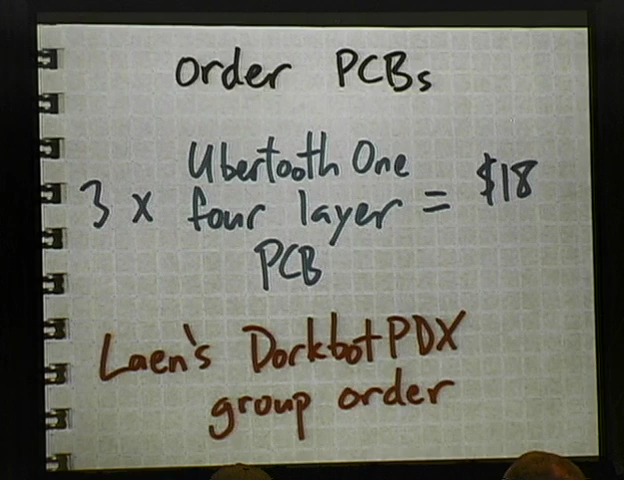 order PCBs
Ubertooth One
3 x four layer = $18
PCB
Laen's DorkbotPDX
group order